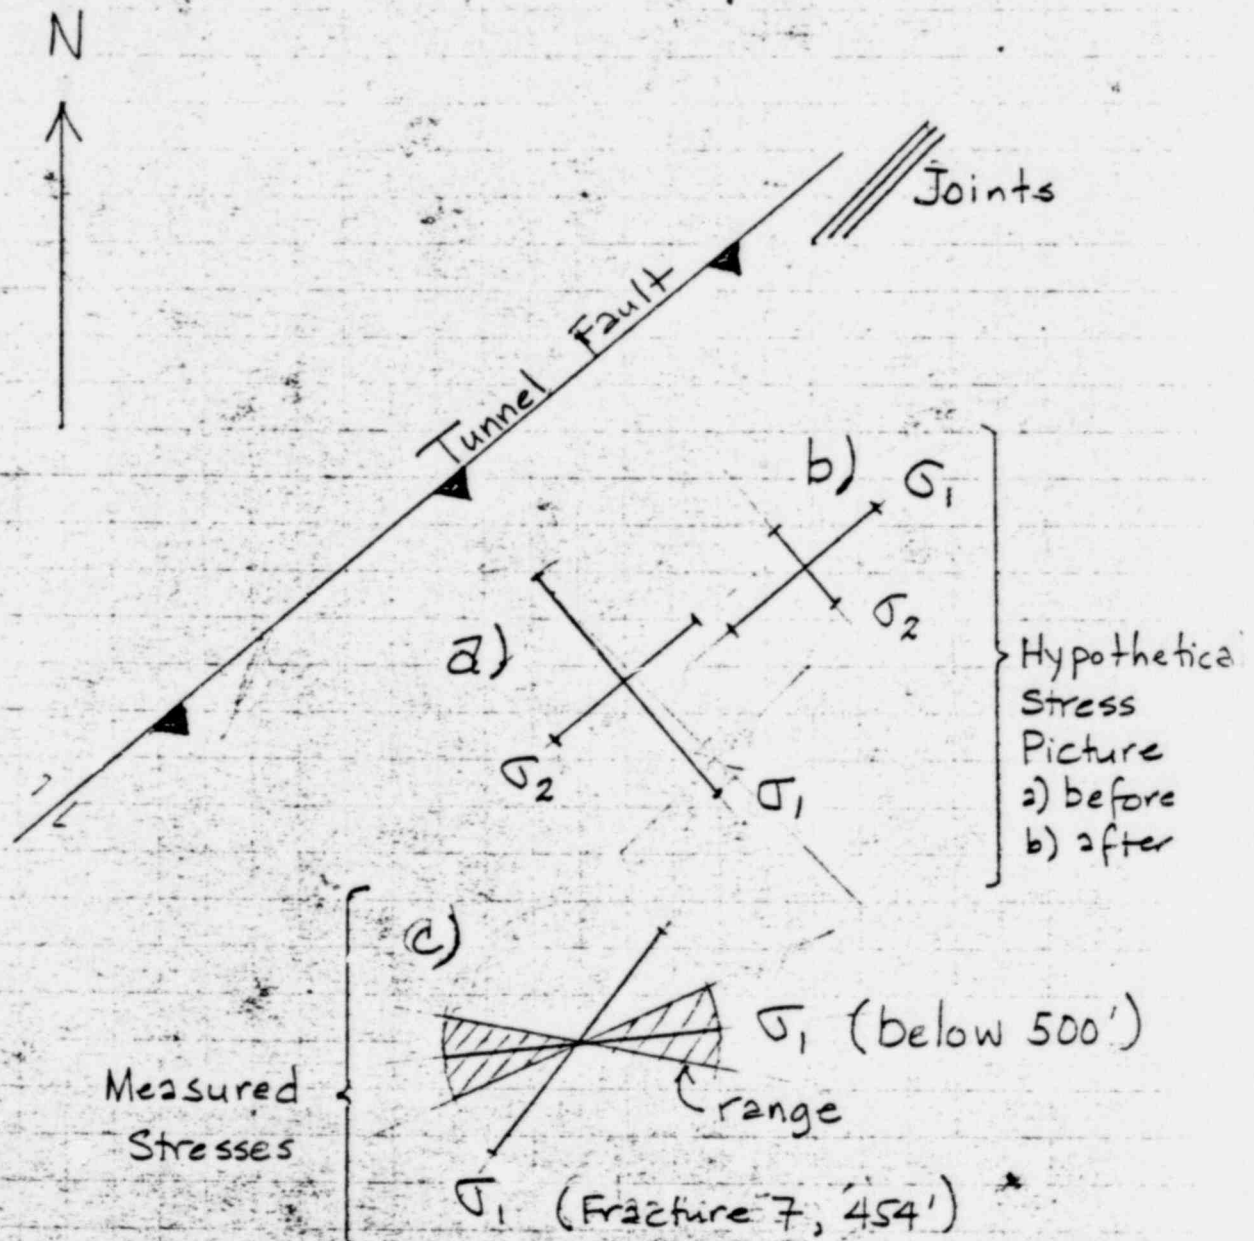 N
Joints
Tunnel Fault
b) σ₁
σ₂
a)
σ₂
σ₁
Hypothetica
Stress
Picture
a) before
b) after
c)
σ₁ (below 500')
range
Measured
Stresses
σ₁ (Fracture 7, 454')